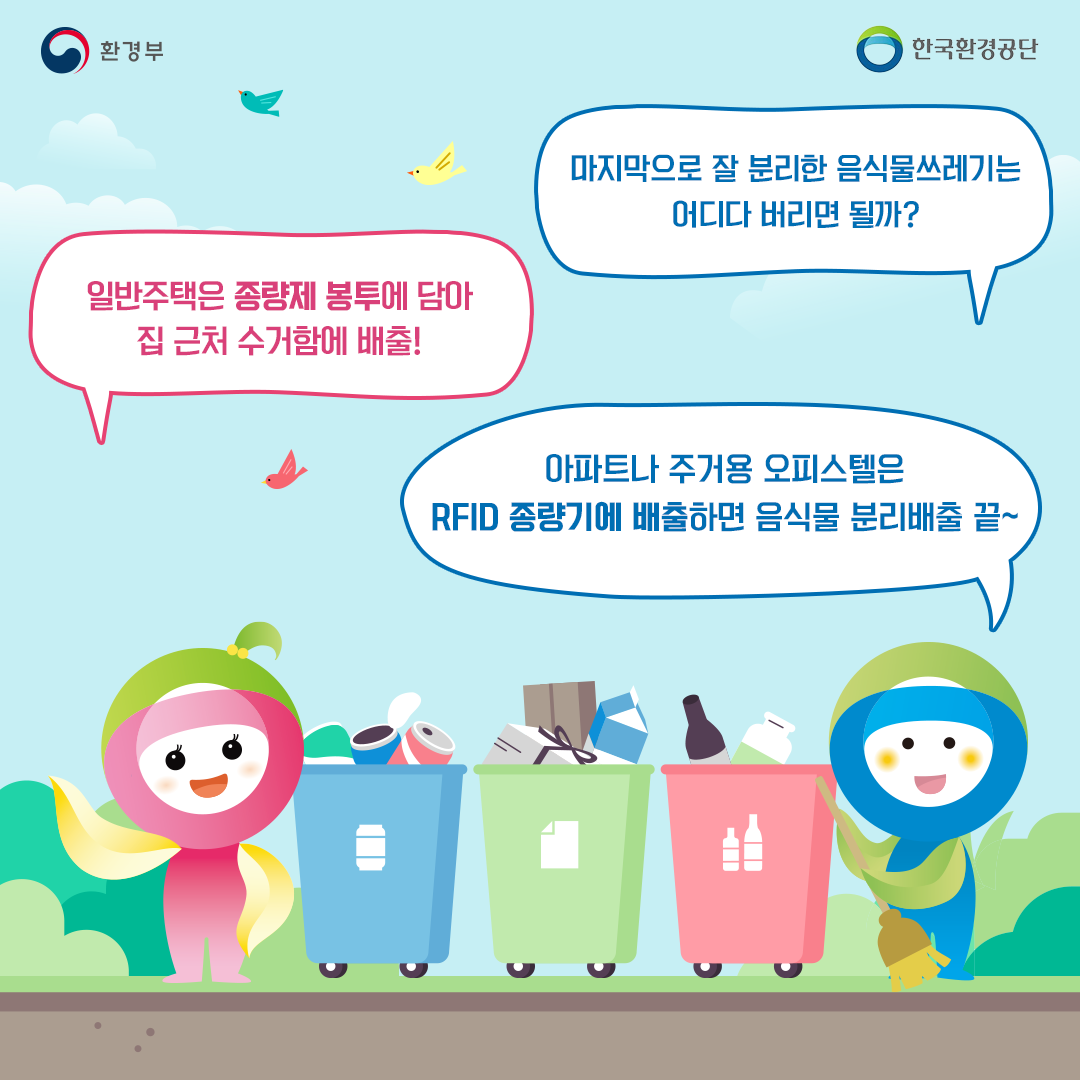 환경부
한국환경공단
마지막으로 잘 분리한 음식물쓰레기는
어디다 버리면 될까?
일반주택은 종량제 봉투에 담아
집 근처 수거함에 배출!
아파트나 주거용 오피스텔은
RFID 종량기에 배출하면 음식물 분리배출 끝~